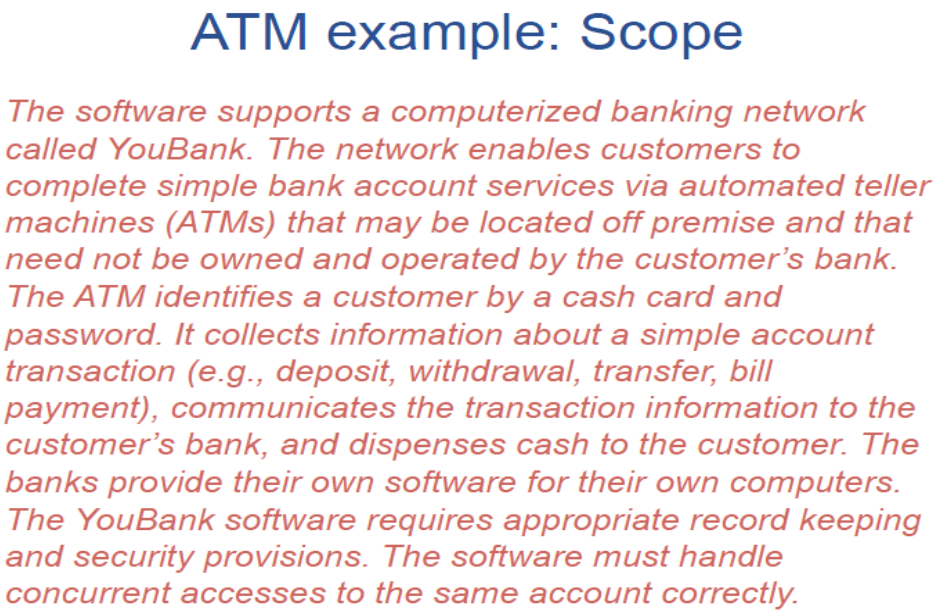 ATM example: Scope
The software supports a computerized banking network
called YouBank. The network enables customers to
complete simple bank account services via automated teller
machines (ATMs) that may be located off premise and that
need not be owned and operated by the customer’s bank.
The ATM identifies a customer by a cash card and
password. It collects information about a simple account
transaction (e.g., deposit, withdrawal, transfer, bill
payment), communicates the transaction information to the
customer’s bank, and dispenses cash to the customer. The
banks provide their own software for their own computers.
The YouBank software requires appropriate record keeping
and security provisions. The software must handle
concurrent accesses to the same account correctly.